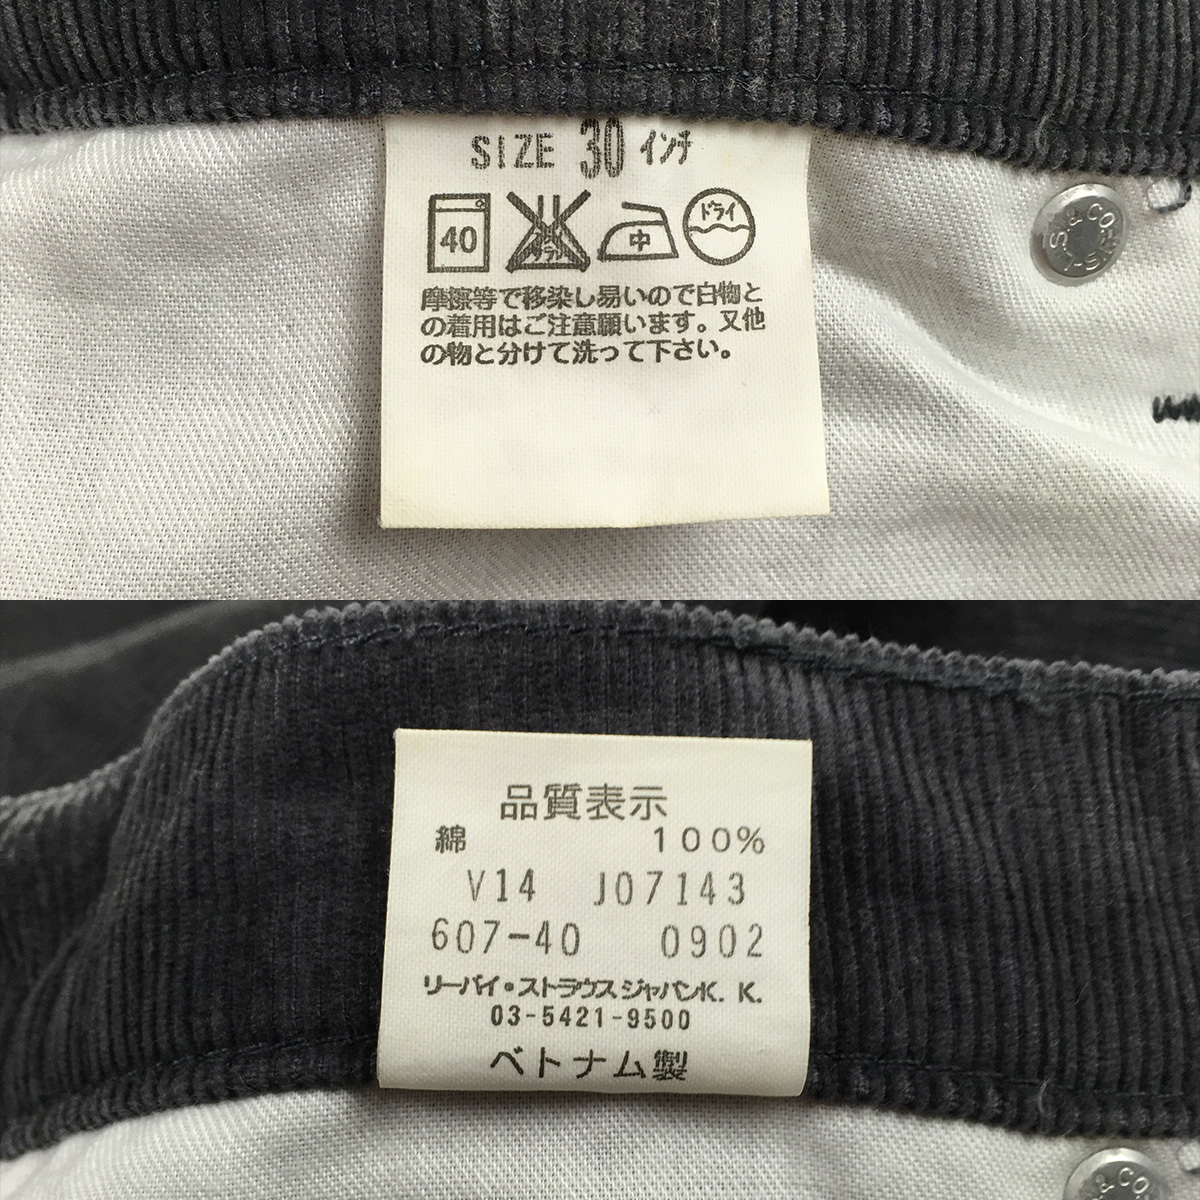 SIZE 30 インチ
40 中 ドライ
摩擦等で移染し易いので白物と
の着用はご注意願います。又他
の物と分けて洗って下さい。
L.S. & CO.
品質表示
綿 100%
V14 J07143
607-40 0902
リーバイ・ストラウスジャパンK. K.
03-5421-9500
ベトナム製
& CO